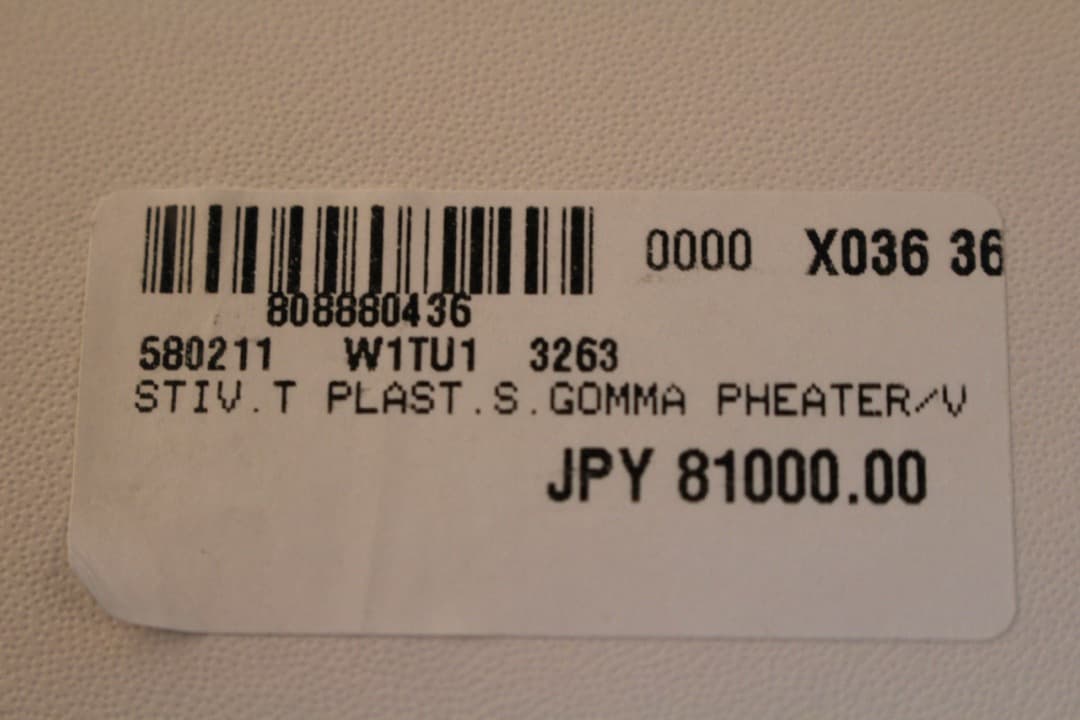 0000 X036 36
808880436
580211 W1TU1 3263
STIV.T PLAST.S.GOMMA PHEATER/V
JPY 81000.00